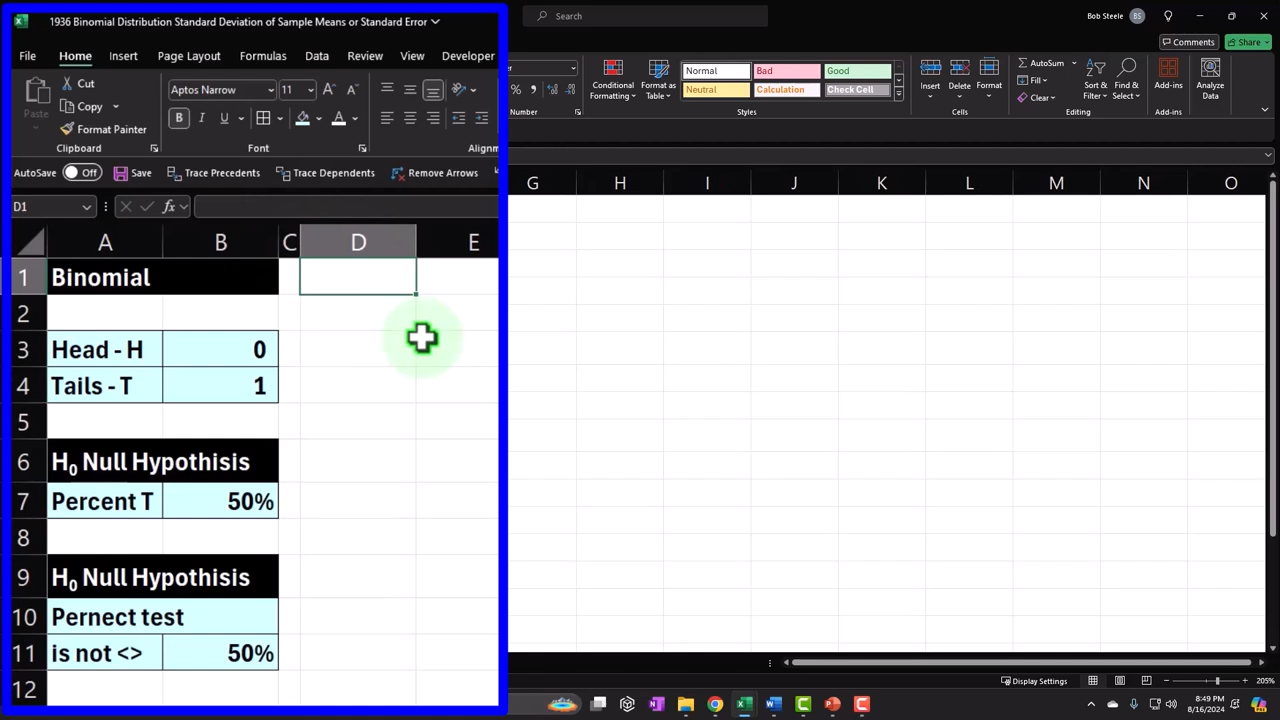 1936 Binomial Distribution Standard Deviation of Sample Means or Standard Error
Search
Bob Steele BS
File Home Insert Page Layout Formulas Data Review View Developer
Comments Share
Paste
Cut
Copy
Format Painter
Clipboard
Aptos Narrow 11
B I U
Font
Alignm
% 9
Number
Conditional Formatting
Format as Table
Normal Bad Good
Neutral Calculation Check Cell
Styles
Insert Delete Format
Cells
AutoSum
Fill
Clear
Sort & Filter
Find & Select
Editing
Add-ins
Add-ins
Analyze Data
AutoSave Off Save Trace Precedents Trace Dependents Remove Arrows
D1 fx
A B C D E G H I J K L M N O
1 Binomial
2
3 Head - H 0
4 Tails - T 1
5
6 H₀ Null Hypothisis
7 Percent T 50%
8
9 H₀ Null Hypothisis
10 Pernect test
11 is not <> 50%
12
Display Settings 205%
8:49 PM
8/16/2024